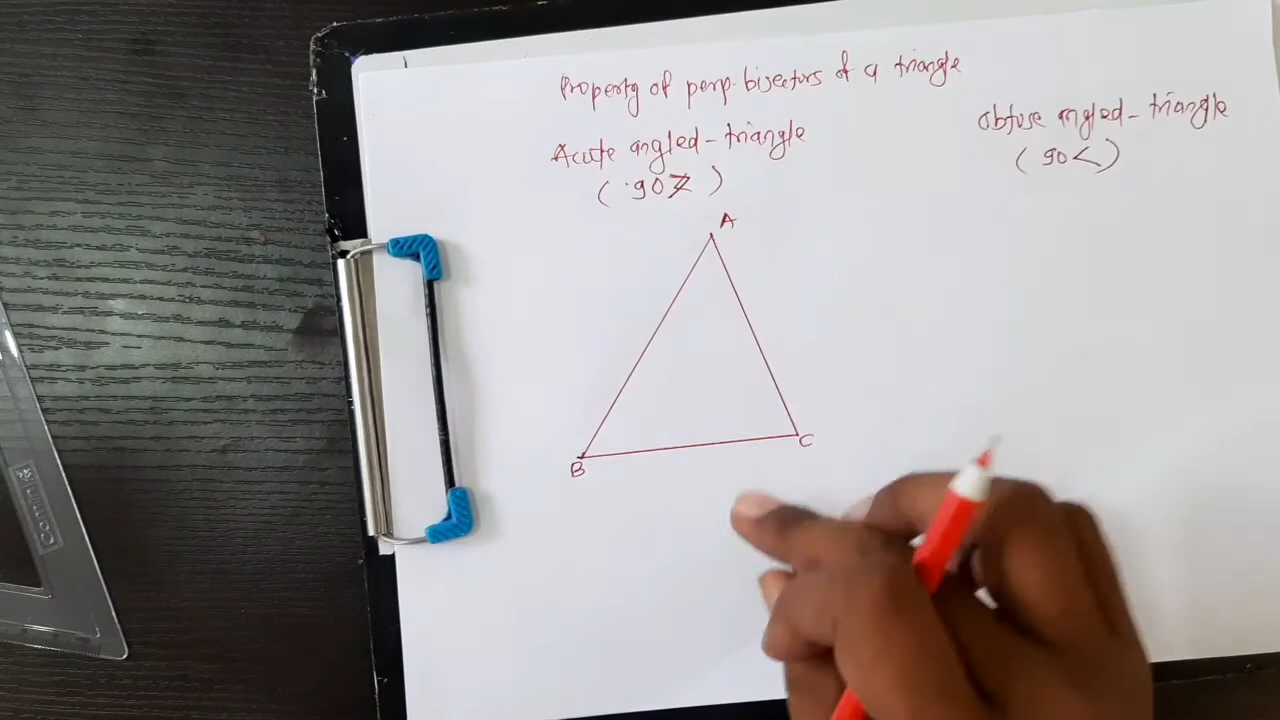 Property of perp. bisectors of a triangle
Acute angled-triangle
(90>)
Obtuse angled-triangle
(90<)
A
B
C